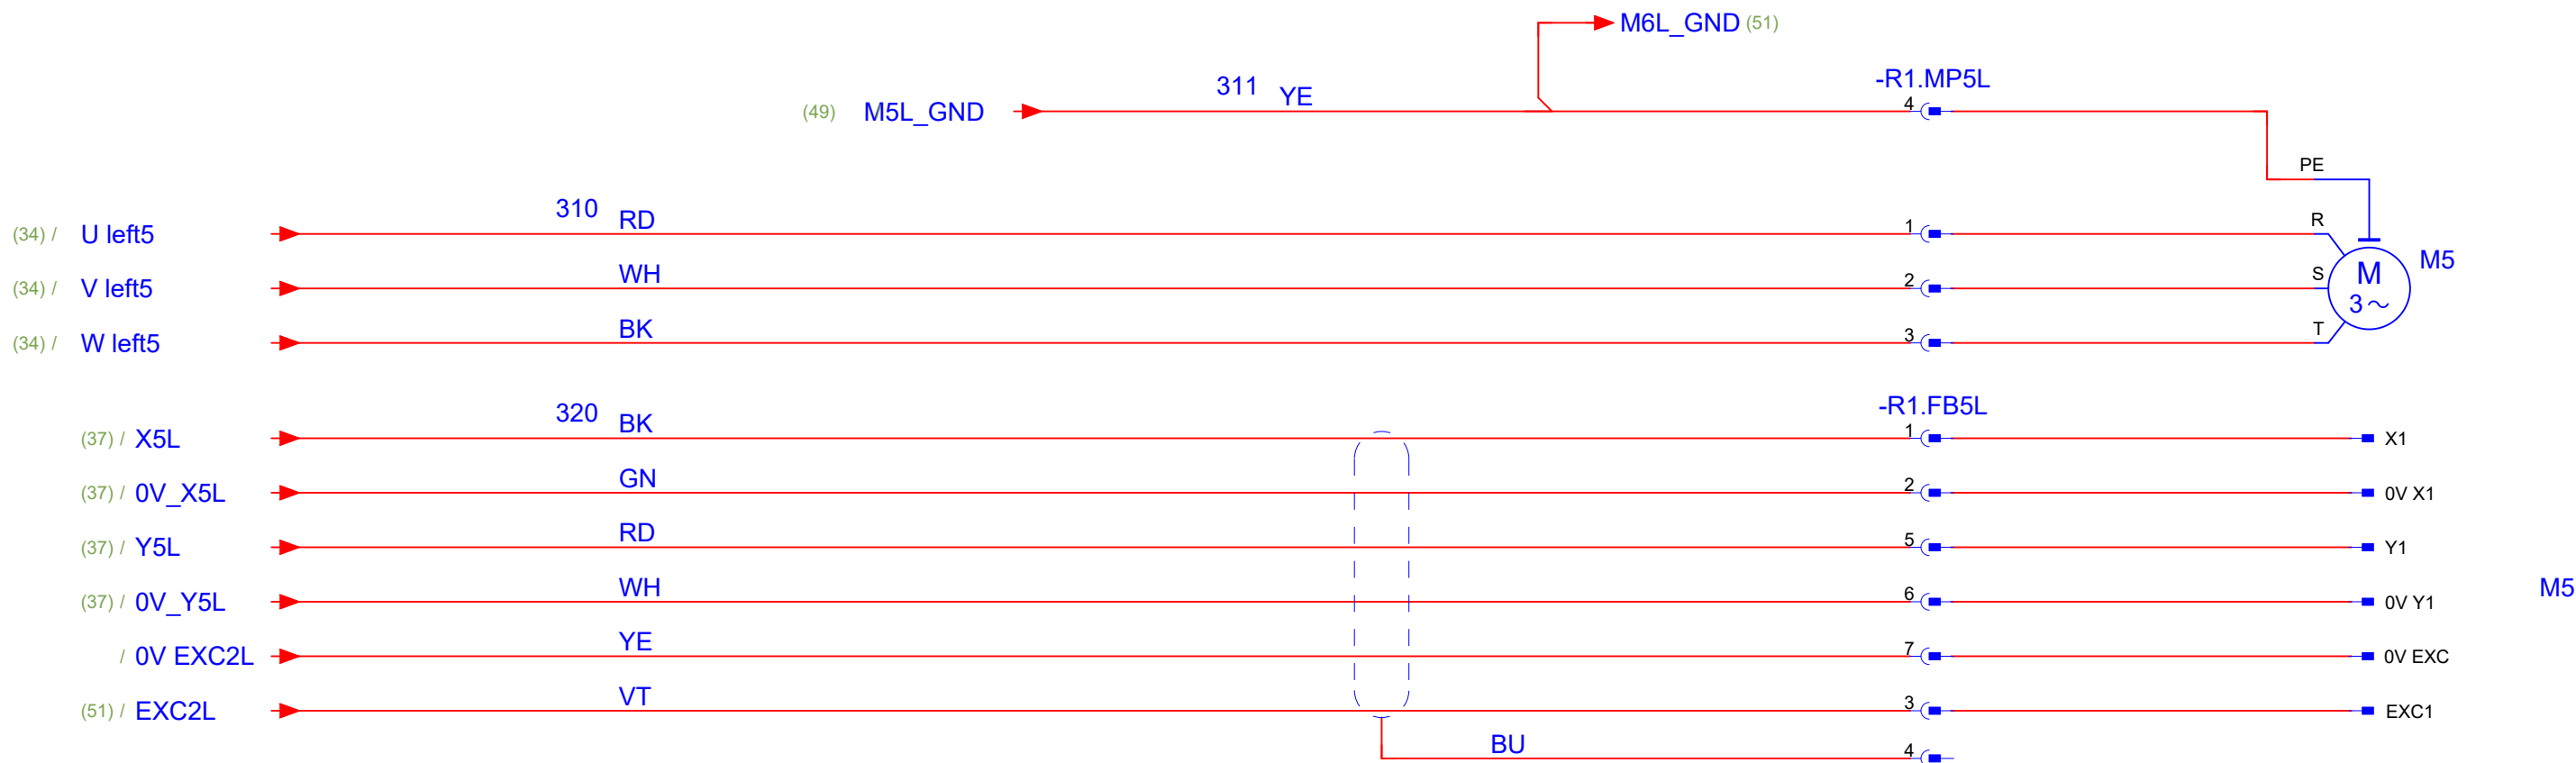 M6L_GND (51)
-R1.MP5L
311 YE
(49) M5L_GND 4
PE
310 RD
(34) / U left5 1 R
WH
(34) / V left5 2 S M 3~ M5
BK
(34) / W left5 3 T
-R1.FB5L
320 BK
(37) / X5L 1 X1
GN
(37) / 0V_X5L 2 0V X1
RD
(37) / Y5L 5 Y1
WH
(37) / 0V_Y5L 6 0V Y1
M5
YE
/ 0V EXC2L 7 0V EXC
VT
(51) / EXC2L 3 EXC1
BU 4